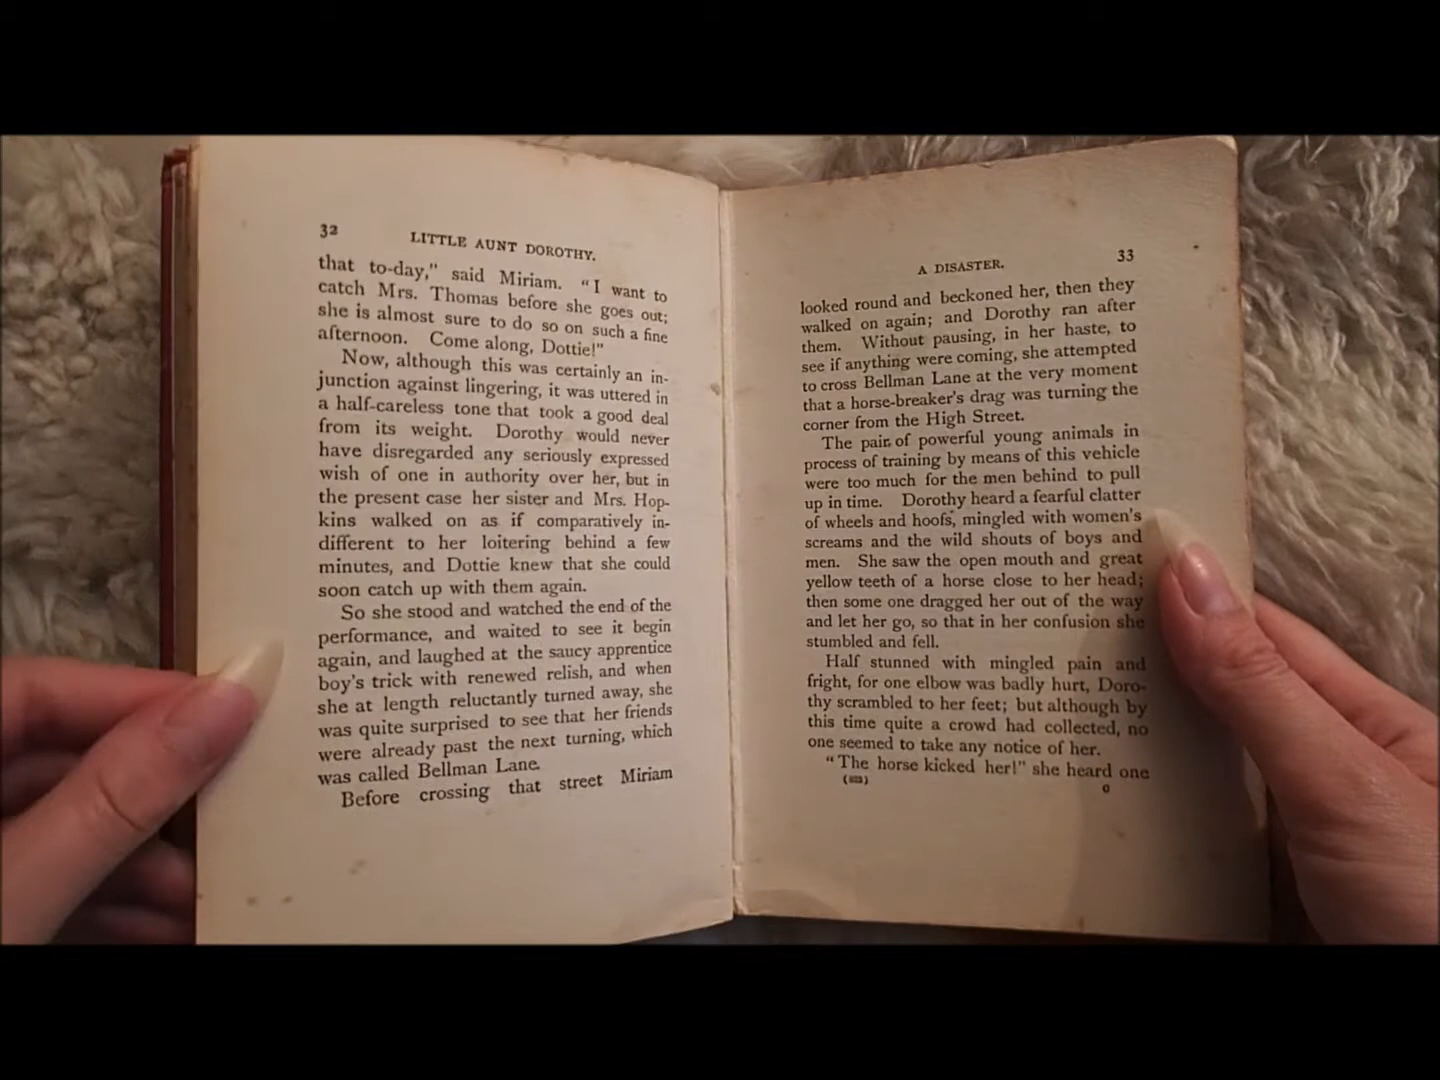 32
LITTLE AUNT DOROTHY.
that to-day," said Miriam. "I want to
catch Mrs. Thomas before she goes out;
she is almost sure to do so on such a fine
afternoon. Come along, Dottie!"
Now, although this was certainly an in-
junction against lingering, it was uttered in
a half-careless tone that took a good deal
from its weight. Dorothy would never
have disregarded any seriously expressed
wish of one in authority over her, but in
the present case her sister and Mrs. Hop-
kins walked on as if comparatively in-
different to her loitering behind a few
minutes, and Dottie knew that she could
soon catch up with them again.
So she stood and watched the end of the
performance, and waited to see it begin
again, and laughed at the saucy apprentice
boy's trick with renewed relish, and when
she at length reluctantly turned away, she
was quite surprised to see that her friends
were already past the next turning, which
was called Bellman Lane.
Before crossing that street Miriam
A DISASTER.
33
looked round and beckoned her, then they
walked on again; and Dorothy ran after
them. Without pausing, in her haste, to
see if anything were coming, she attempted
to cross Bellman Lane at the very moment
that a horse-breaker's drag was turning the
corner from the High Street.
The pair of powerful young animals in
process of training by means of this vehicle
were too much for the men behind to pull
up in time. Dorothy heard a fearful clatter
of wheels and hoofs, mingled with women's
screams and the wild shouts of boys and
men. She saw the open mouth and great
yellow teeth of a horse close to her head;
then some one dragged her out of the way
and let her go, so that in her confusion she
stumbled and fell.
Half stunned with mingled pain and
fright, for one elbow was badly hurt, Doro-
thy scrambled to her feet; but although by
this time quite a crowd had collected, no
one seemed to take any notice of her.
"The horse kicked her!" she heard one